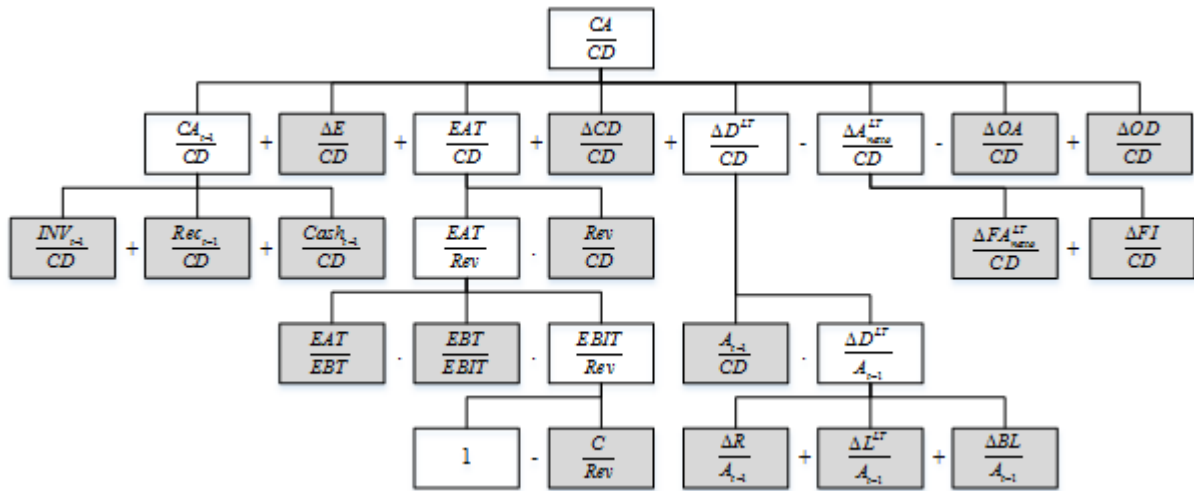 CA
CD
CA_{t-1} ΔE EAT ΔCD ΔD^{LT} ΔA^{LT}_{netto} ΔOA ΔOD
+ + + + - - +
CD CD CD CD CD CD CD CD
INV_{t-1} Rec_{t-1} Cash_{t-1} EAT Rev ΔFA^{LT}_{netto} ΔFI
+ + . +
CD CD CD Rev CD CD CD
EAT EBT EBIT A_{t-1} ΔD^{LT}
. . .
EBT EBIT Rev CD A_{t-1}
C ΔR ΔL^{LT} ΔBL
1 - + +
Rev A_{t-1} A_{t-1} A_{t-1}